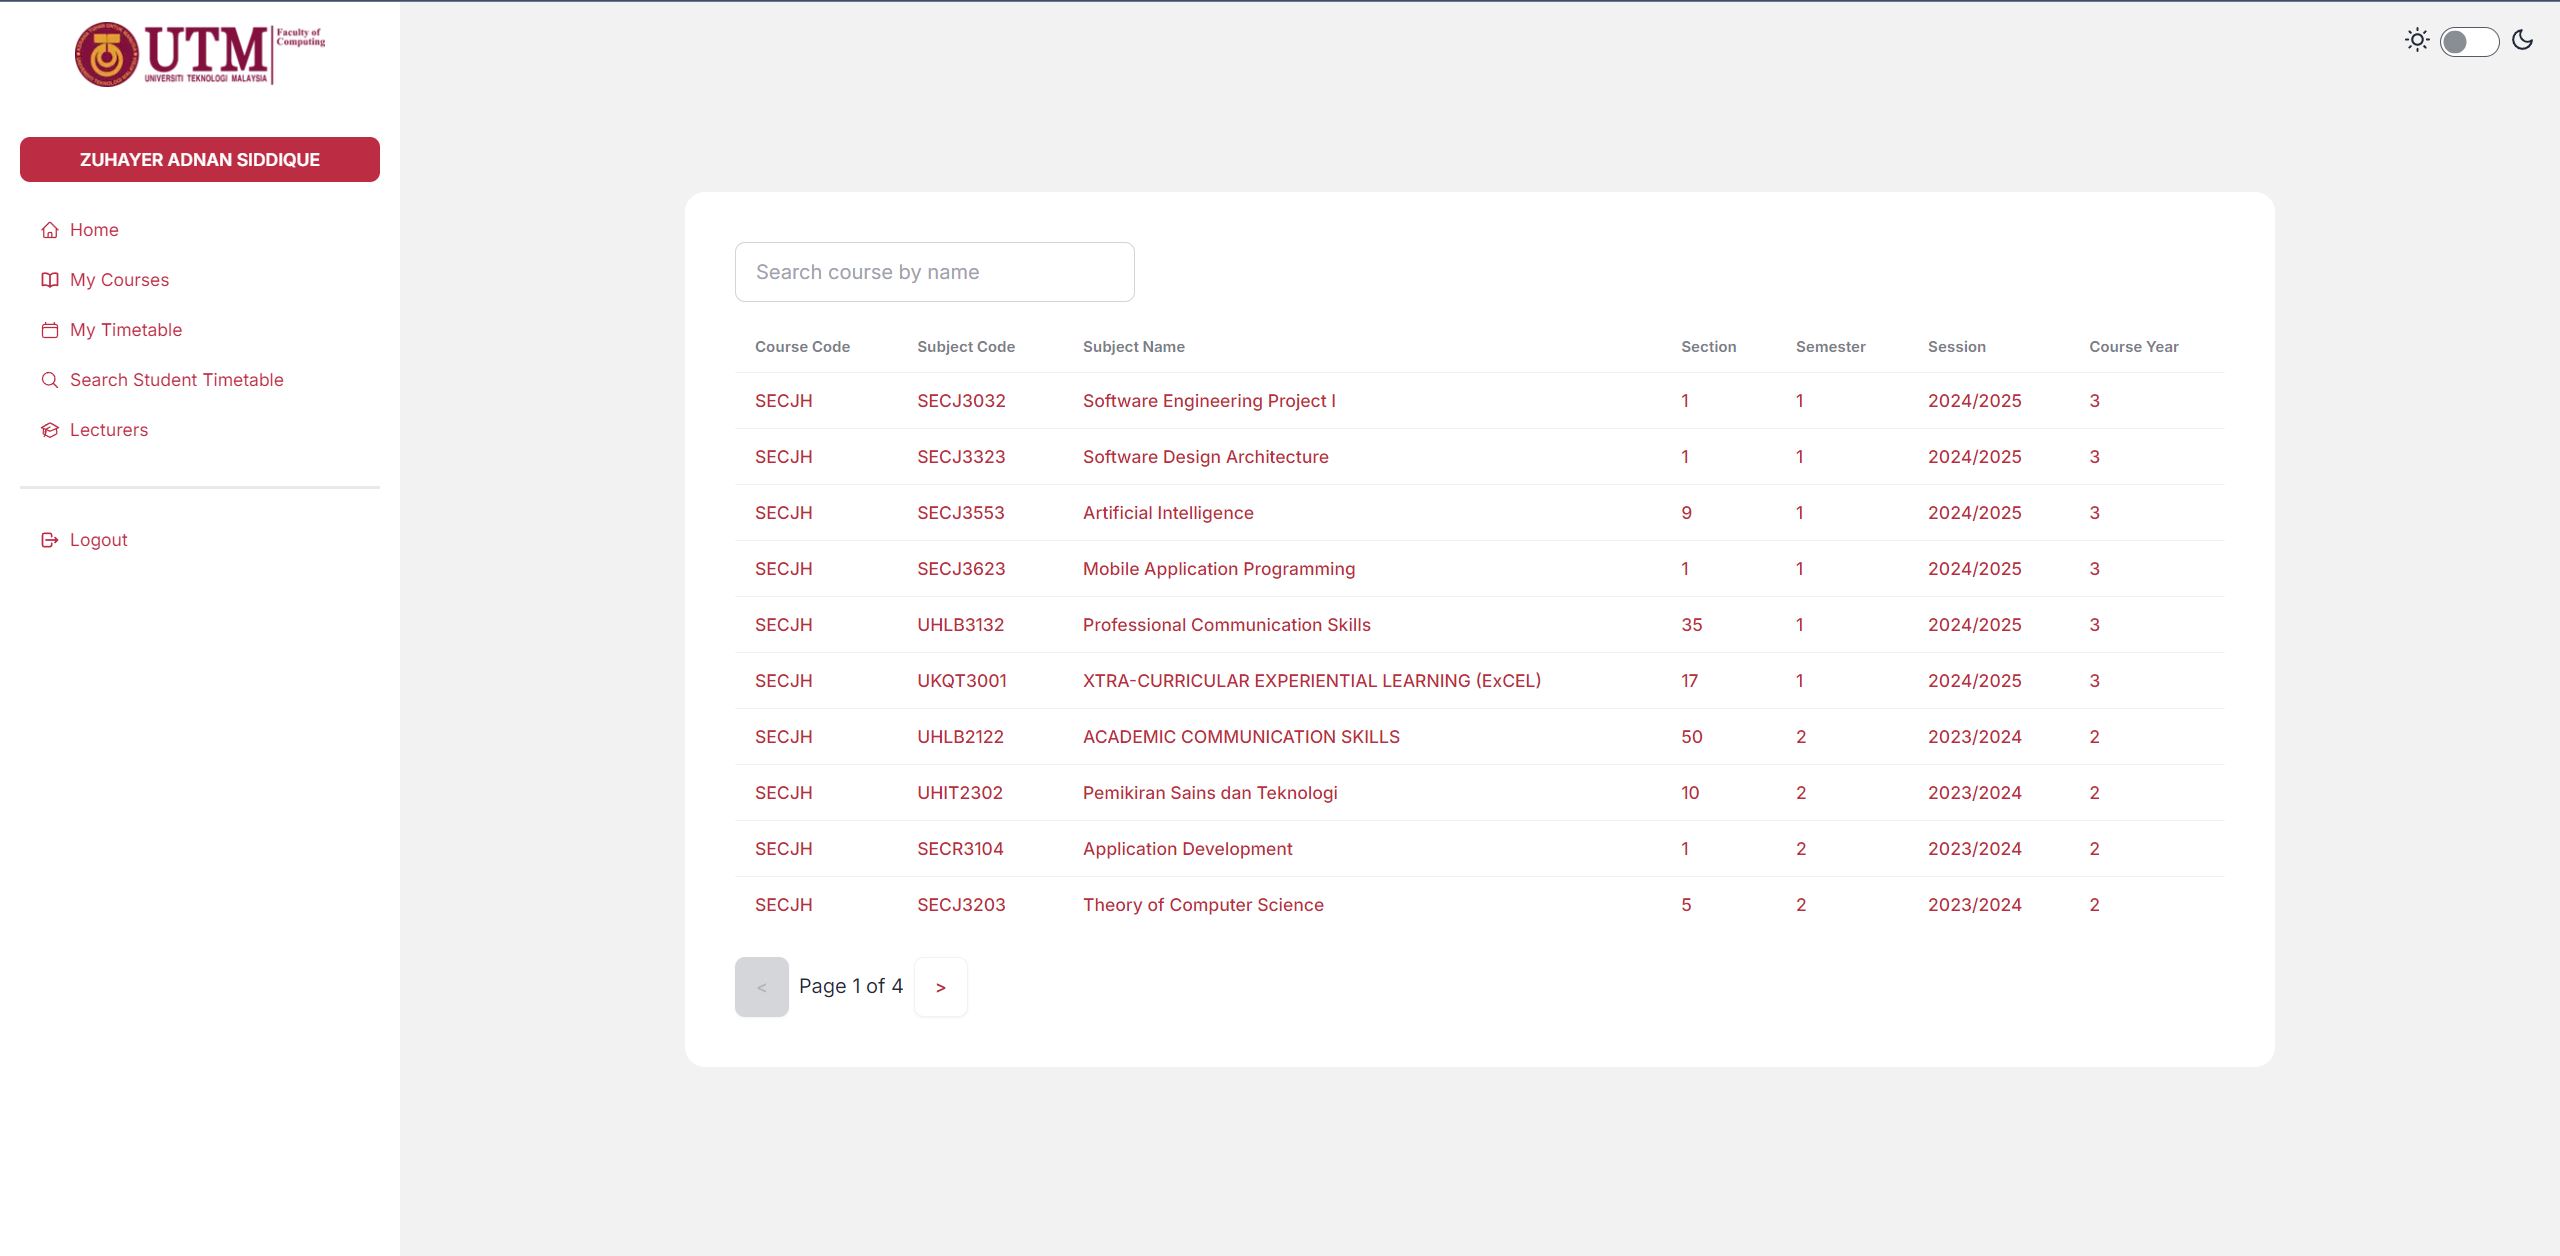 UTM
UNIVERSITI TEKNOLOGI MALAYSIA
Faculty of
Computing
ZUHAYER ADNAN SIDDIQUE
Home
My Courses
My Timetable
Search Student Timetable
Lecturers
Logout
Search course by name
Course Code Subject Code Subject Name Section Semester Session Course Year
SECJH SECJ3032 Software Engineering Project I 1 1 2024/2025 3
SECJH SECJ3323 Software Design Architecture 1 1 2024/2025 3
SECJH SECJ3553 Artificial Intelligence 9 1 2024/2025 3
SECJH SECJ3623 Mobile Application Programming 1 1 2024/2025 3
SECJH UHLB3132 Professional Communication Skills 35 1 2024/2025 3
SECJH UKQT3001 XTRA-CURRICULAR EXPERIENTIAL LEARNING (ExCEL) 17 1 2024/2025 3
SECJH UHLB2122 ACADEMIC COMMUNICATION SKILLS 50 2 2023/2024 2
SECJH UHIT2302 Pemikiran Sains dan Teknologi 10 2 2023/2024 2
SECJH SECR3104 Application Development 1 2 2023/2024 2
SECJH SECJ3203 Theory of Computer Science 5 2 2023/2024 2
< Page 1 of 4 >